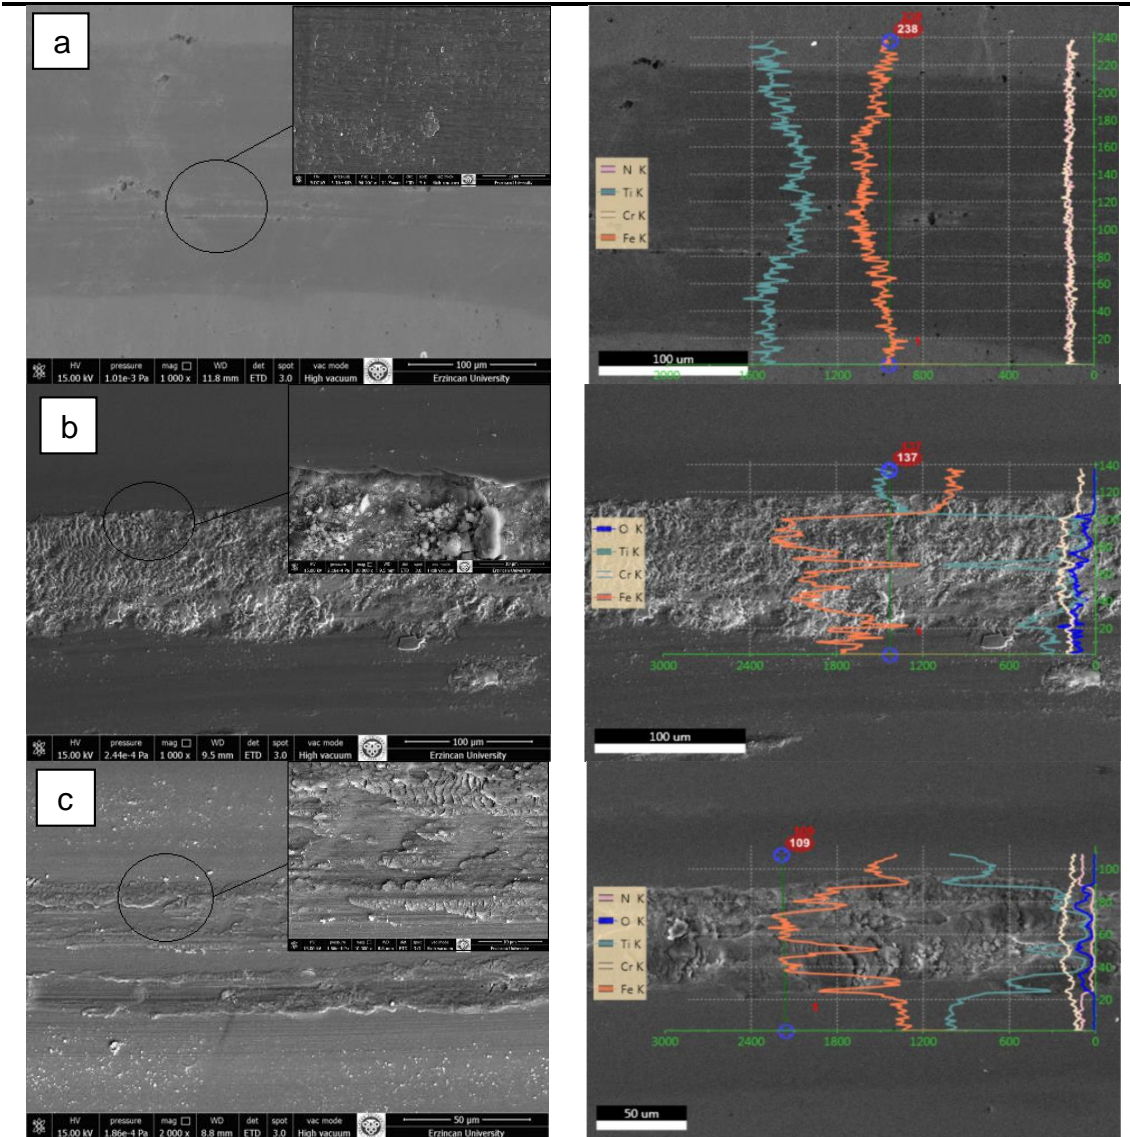 a
HV pressure mag WD det spot vac mode 100 µm
15.00 kV 1.01e-3 Pa 1 000 x 11.8 mm ETD 3.0 High vacuum Erzincan University
238
240
220
200
180
160
140
120
100
80
60
40
20
N K
Ti K
Cr K
Fe K
100 um
2000 1600 1200 800 400 0
b
HV pressure mag WD det spot vac mode 100 µm
15.00 kV 2.44e-4 Pa 1 000 x 9.5 mm ETD 3.0 High vacuum Erzincan University
137
137
140
120
100
20
O K
Ti K
Cr K
Fe K
3000 2400 1200 600 0
100 um
c
HV pressure mag WD det spot vac mode 50 µm
15.00 kV 1.86e-4 Pa 2 000 x 8.8 mm ETD 3.0 High vacuum Erzincan University
109
100
80
60
40
20
N K
O K
Ti K
Cr K
Fe K
3000 2400 1800 1200 600 0
50 um